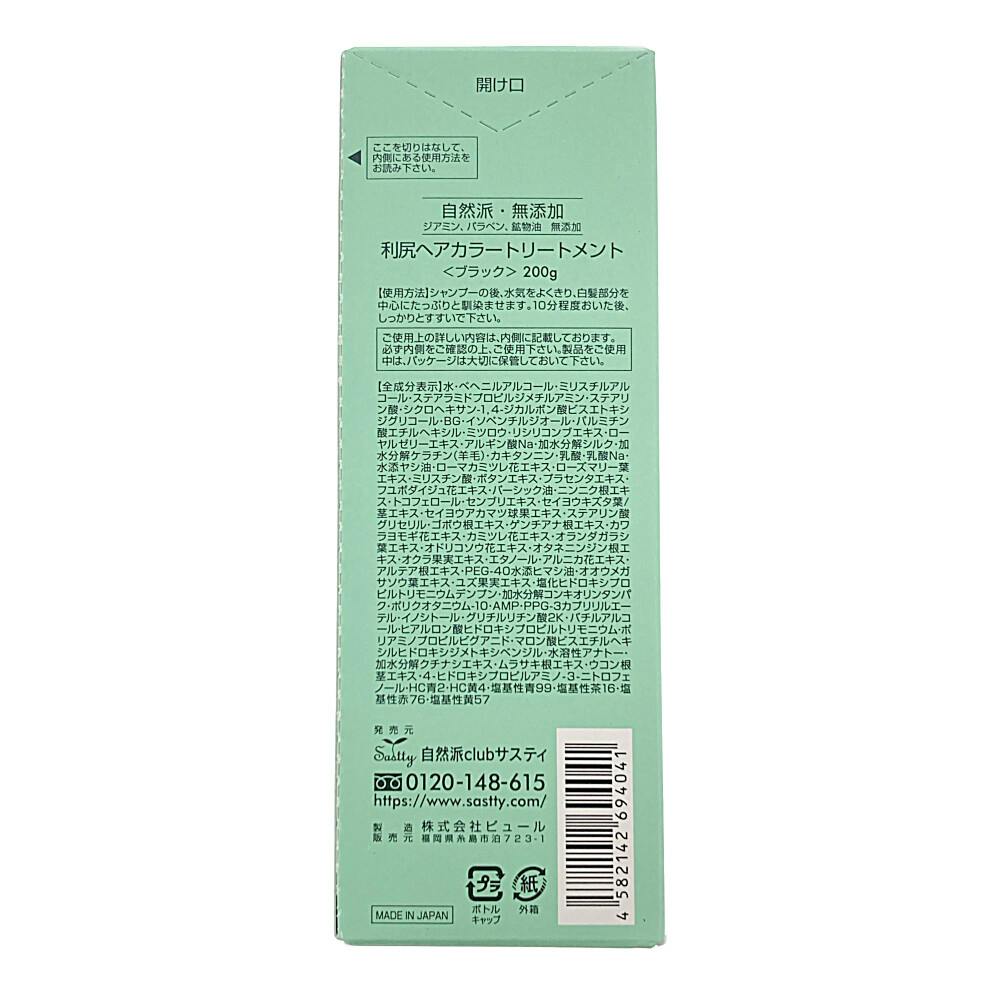 開け口
ここを切りはなして、
内側にある使用方法を
お読み下さい。
自然派・無添加
ジアミン、パラベン、鉱物油 無添加
利尻ヘアカラートリートメント
<ブラック> 200g
【使用方法】シャンプーの後、水気をよくきり、白髪部分を
中心にたっぷりと馴染ませます。10分程度おいた後、
しっかりとすすいで下さい。
ご使用上の詳しい内容は、内側に記載しております。
必ず内側をご確認の上、ご使用下さい。製品をご使用
中は、パッケージは大切に保管しておいて下さい。
【全成分表示】水・ベヘニルアルコール・ミリスチルアル
コール・ステアラミドプロピルジメチルアミン・ステアリ
ン酸・シクロヘキサン-1,4-ジカルボン酸ビスエトキシ
ジグリコール・BG・イソペンチルジオール・パルミチン
酸エチルヘキシル・ミツロウ・リシリコンブエキス・ロー
ヤルゼリーエキス・アルギン酸Na・加水分解シルク・加
水分解ケラチン(羊毛)・カキタンニン・乳酸・乳酸Na・
水添ヤシ油・ローマカミツレ花エキス・ローズマリー葉
エキス・ミリスチン酸・ボタンエキス・プラセンタエキス・
フユボダイジュ花エキス・パーシック油・ニンニク根エキ
ス・トコフェロール・センブリエキス・セイヨウキズタ葉/
茎エキス・セイヨウアカマツ球果エキス・ステアリン酸
グリセリル・ゴボウ根エキス・ゲンチアナ根エキス・カワ
ラヨモギ花エキス・カミツレ花エキス・オランダガラシ
葉エキス・オドリコソウ花エキス・オタネニンジン根エ
キス・オクラ果実エキス・エタノール・アルニカ花エキス・
アルテア根エキス・PEG-40水添ヒマシ油・オオウメガ
サソウ葉エキス・ユズ果実エキス・塩化ヒドロキシプロ
ピルトリモニウムデンプン・加水分解コンキオリンタンパ
ク・ポリクオタニウム-10・AMP・PPG-3カプリリルエー
テル・イノシトール・グリチルリチン酸2K・バチルアルコ
ール・ヒアルロン酸ヒドロキシプロピルトリモニウム・ポ
リアミノプロピルビグアニド・マロン酸ビスエチルヘキ
シルヒドロキシジメトキシベンジル・水溶性アナトー・
加水分解クチナシエキス・ムラサキ根エキス・ウコン根
茎エキス・4-ヒドロキシプロピルアミノ-3-ニトロフェ
ノール・HC青2・HC黄4・塩基性青99・塩基性茶16・塩
基性赤76・塩基性黄57
発売元
Sastty 自然派clubサスティ
0120-148-615
https://www.sastty.com/
製造
販売元 株式会社ピュール
福岡県糸島市泊723-1
プラ
ボトル
キャップ
紙
外箱
MADE IN JAPAN
4 582142 694041